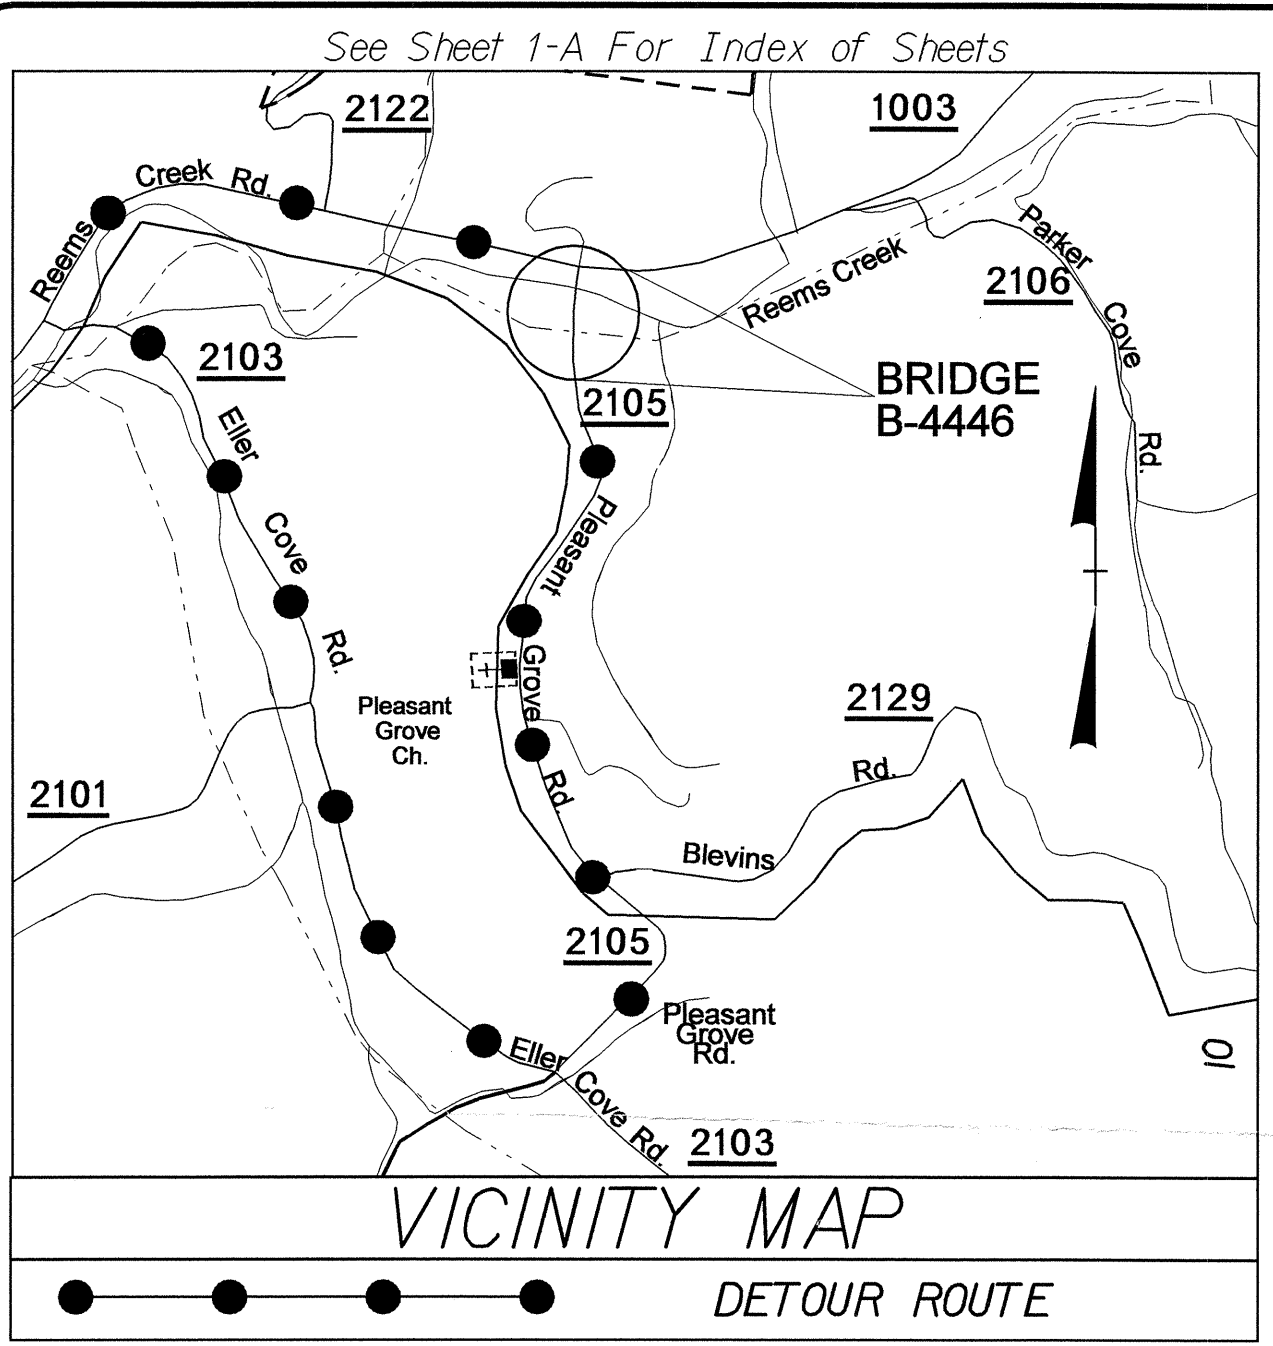 See Sheet 1-A For Index of Sheets
2122
1003
Creek Rd.
Reems
Parker
Cove
Rd.
2106
Reems Creek
2103
BRIDGE
B-4446
2105
Eller
Cove
Rd.
Pleasant
Grove
Rd.
Pleasant
Grove
Ch.
2129
Rd.
Blevins
2101
2105
Pleasant
Grove
Rd.
Eller
Cove Rd.
2103
VICINITY MAP
DETOUR ROUTE